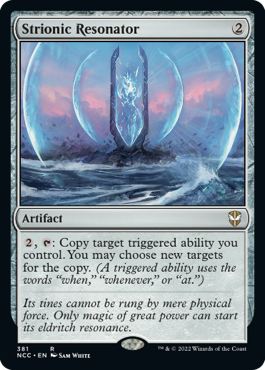 Strionic Resonator 2
Artifact
2, T: Copy target triggered ability you
control. You may choose new targets
for the copy. (A triggered ability uses the
words “when,” “whenever,” or “at.”)
Its tines cannot be rung by mere physical
force. Only magic of great power can start
its eldritch resonance.
381 R
NCC • EN SAM WHITE
™ & © 2022 Wizards of the Coast